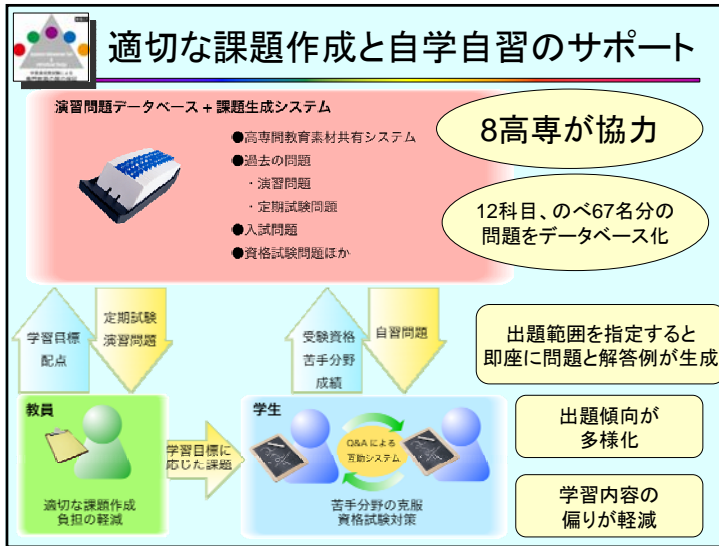 適切な課題作成と自学自習のサポート
演習問題データベース + 課題生成システム
●高専間教育素材共有システム
●過去の問題
・演習問題
・定期試験問題
●入試問題
●資格試験問題ほか
8高専が協力
12科目、のべ67名分の
問題をデータベース化
学習目標
配点
定期試験
演習問題
受験資格
苦手分野
成績
自習問題
出題範囲を指定すると
即座に問題と解答例が生成
教員
適切な課題作成
負担の軽減
学習目標に
応じた課題
学生
Q&Aによる
互助システム
苦手分野の克服
資格試験対策
出題傾向が
多様化
学習内容の
偏りが軽減